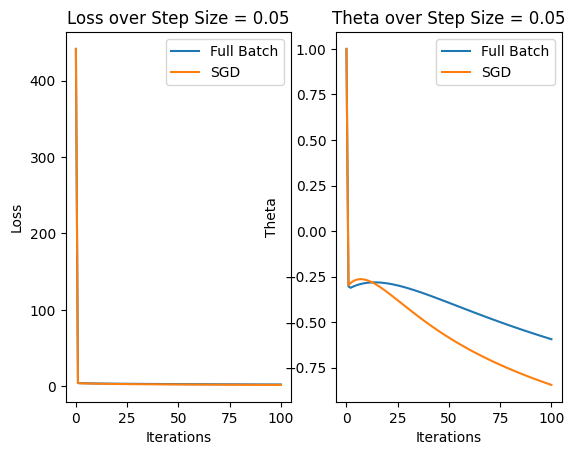 Loss over Step Size = 0.05
Theta over Step Size = 0.05
Full Batch
SGD
400
300
200
100
0
Loss
0
25
50
75
100
Iterations
Full Batch
SGD
1.00
0.75
0.50
0.25
0.00
−0.25
−0.50
−0.75
Theta
0
25
50
75
100
Iterations